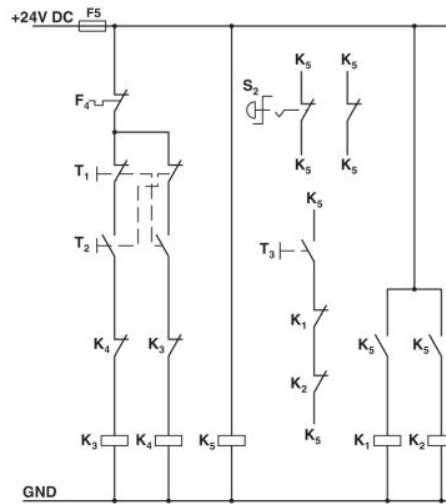 +24V DC F5
K5 K5
S2
F4
K5 K5
T1
K5
T2 T3
K1
K4 K3 K5 K5
K2
K5
K3 K4 K5 K1 K2
GND